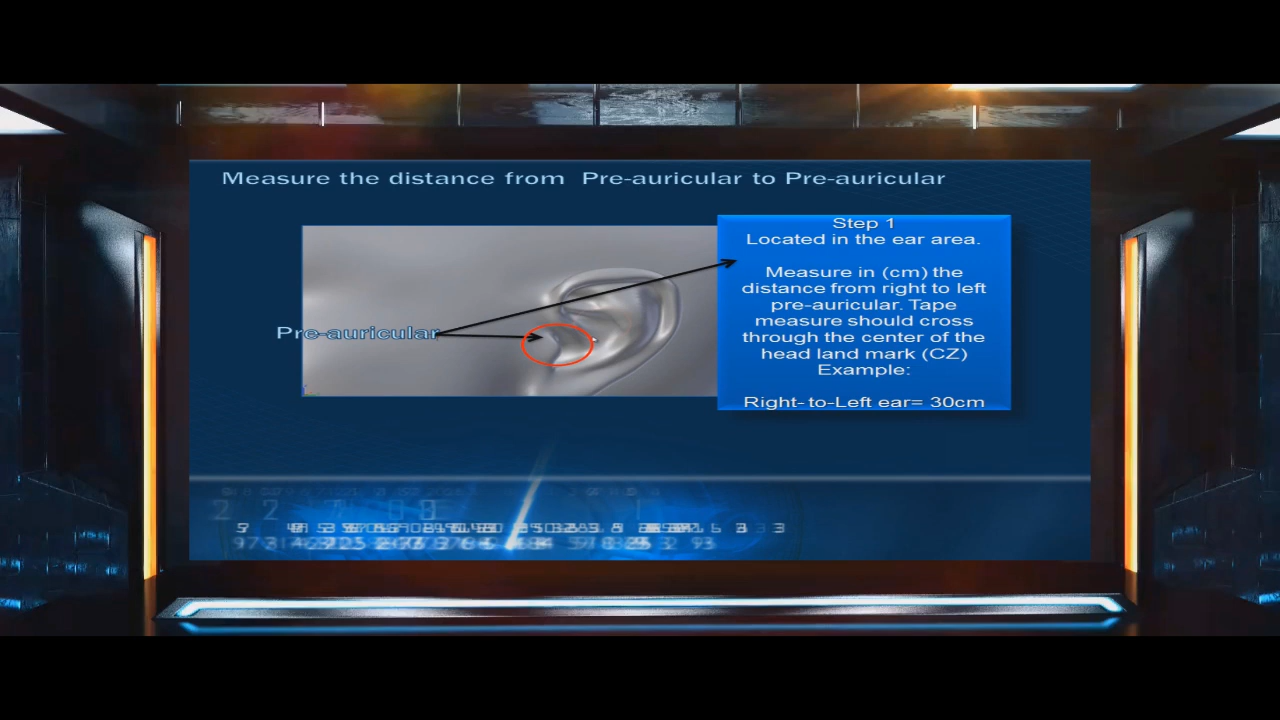 Measure the distance from Pre-auricular to Pre-auricular
Step 1
Located in the ear area.
Measure in (cm) the
distance from right to left
pre-auricular. Tape
measure should cross
through the center of the
head land mark (CZ)
Example:
Right-to-Left ear= 30cm
Pre-auricular